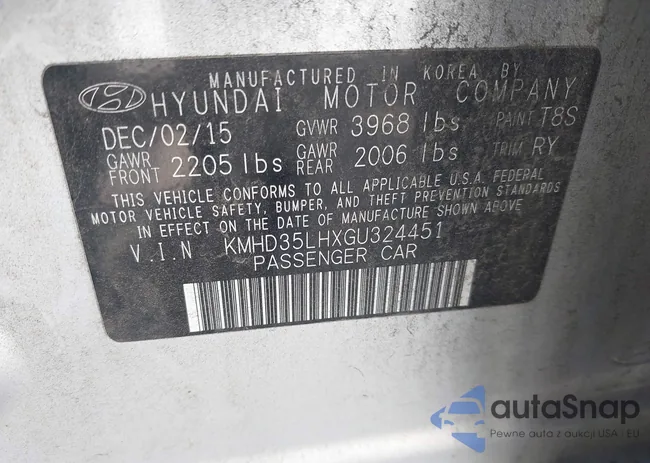 MANUFACTURED IN KOREA BY
HYUNDAI MOTOR COMPANY
DEC/02/15 GVWR 3968 lbs PAINT T8S
GAWR FRONT 2205 lbs GAWR REAR 2006 lbs TRIM RY
THIS VEHICLE CONFORMS TO ALL APPLICABLE U.S.A. FEDERAL
MOTOR VEHICLE SAFETY, BUMPER, AND THEFT PREVENTION STANDARDS
IN EFFECT ON THE DATE OF MANUFACTURE SHOWN ABOVE
V.I.N KMHD35LHXGU324451
PASSENGER CAR
autaSnap
Pewne auta z aukcji USA i EU